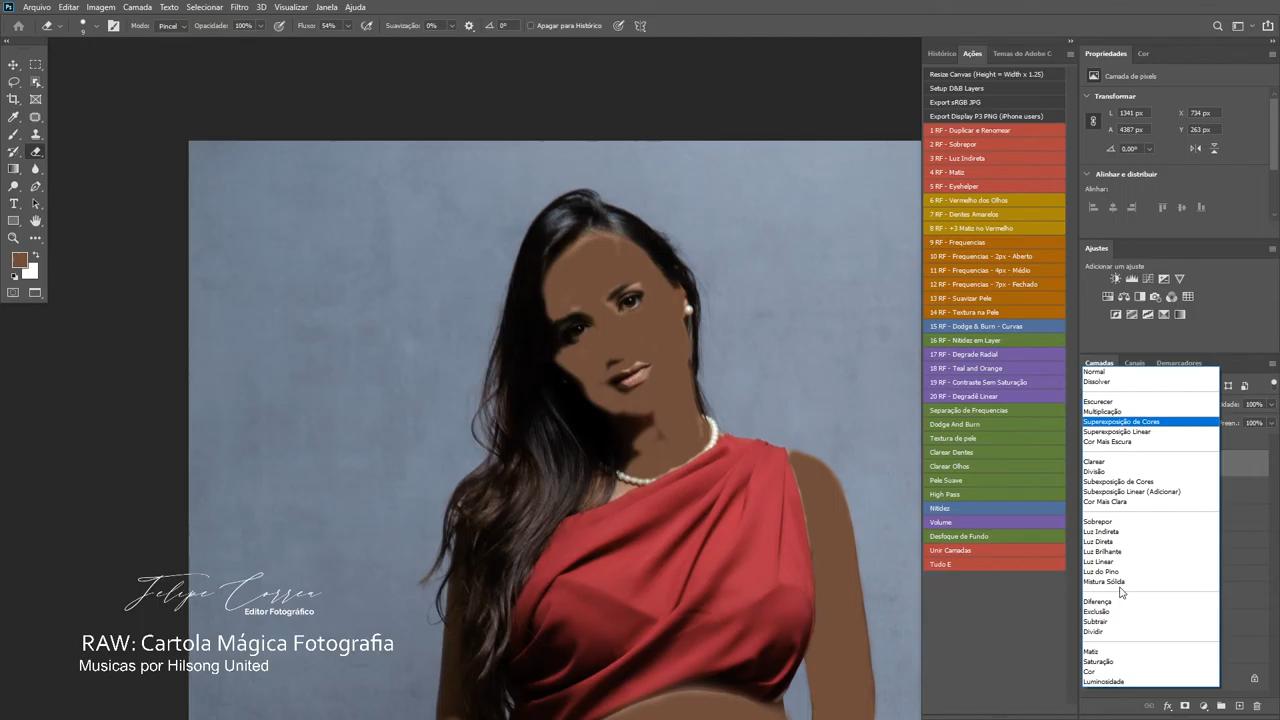 Ps Arquivo Editar Imagem Camada Texto Selecionar Filtro 3D Visualizar Janela Ajuda
9 Modo: Pincel Opacidade: 100% Fluxo: 54% Suavização: 0% 0° Apagar para Histórico
Histórico Ações Temas do Adobe C
Resize Canvas (Height = Width x 1.25)
Setup D&B Layers
Export sRGB JPG
Export Display P3 PNG (iPhone users)
1 RF - Duplicar e Renomear
2 RF - Sobrepor
3 RF - Luz Indireta
4 RF - Matiz
5 RF - Eyehelper
6 RF - Vermelho dos Olhos
7 RF - Dentes Amarelos
8 RF - +3 Matiz no Vermelho
9 RF - Frequencias
10 RF - Frequencias - 2px - Aberto
11 RF - Frequencias - 4px - Médio
12 RF - Frequencias - 7px - Fechado
13 RF - Suavizar Pele
14 RF - Textura na Pele
15 RF - Dodge & Burn - Curvas
16 RF - Nitidez em Layer
17 RF - Degrade Radial
18 RF - Teal and Orange
19 RF - Contraste Sem Saturação
20 RF - Degradê Linear
Separação de Frequencias
Dodge And Burn
Textura de pele
Clarear Dentes
Clarear Olhos
Pele Suave
High Pass
Nitidez
Volume
Desfoque de Fundo
Unir Camadas
Tudo E
Propriedades Cor
Camada de pixels
Transformar
L 1341 px X 734 px
A 4387 px Y 263 px
0,00°
Alinhar e distribuir
Alinhar:
Ajustes
Adicionar um ajuste
Camadas Canais Demarcadores
Normal
Dissolver
Escurecer
Multiplicação
Superexposição de Cores
Superexposição Linear
Cor Mais Escura
Clarear
Divisão
Subexposição de Cores
Subexposição Linear (Adicionar)
Cor Mais Clara
Sobrepor
Luz Indireta
Luz Direta
Luz Brilhante
Luz Linear
Luz do Pino
Mistura Sólida
Diferença
Exclusão
Subtrair
Dividir
Matiz
Saturação
Cor
Luminosidade
100%
100%
Felipe Correa
Editor Fotográfico
RAW: Cartola Mágica Fotografia
Musicas por Hilsong United